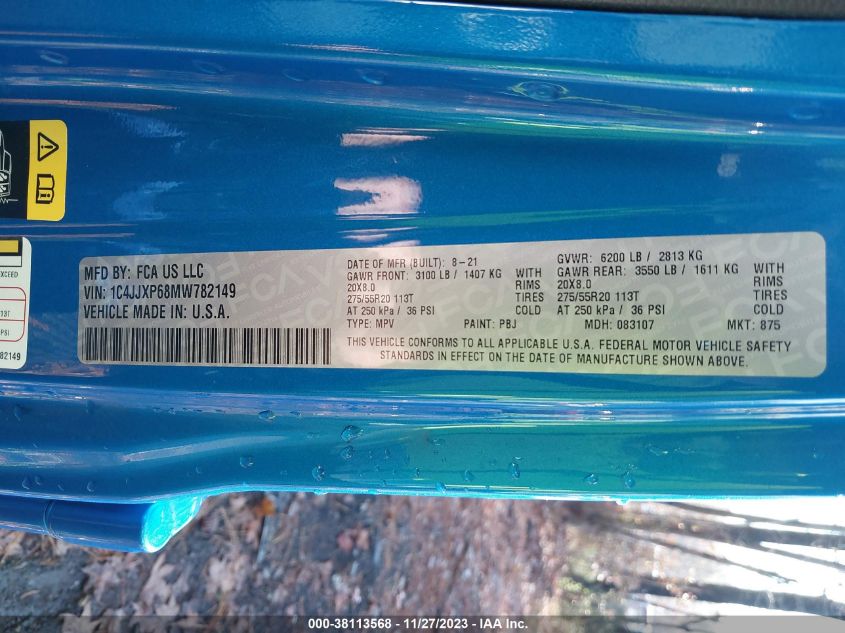 EXCEED
13T
PSI
82149
MFD BY: FCA US LLC
VIN: 1C4JJXP68MW782149
VEHICLE MADE IN: U.S.A.
DATE OF MFR (BUILT): 8-21 GVWR: 6200 LB / 2813 KG
GAWR FRONT: 3100 LB / 1407 KG WITH GAWR REAR: 3550 LB / 1611 KG WITH
20X8.0 RIMS 20X8.0 RIMS
275/55R20 113T TIRES 275/55R20 113T TIRES
AT 250 kPa / 36 PSI COLD AT 250 kPa / 36 PSI COLD
TYPE: MPV PAINT: PBJ MDH: 083107 MKT: 875
THIS VEHICLE CONFORMS TO ALL APPLICABLE U.S.A. FEDERAL MOTOR VEHICLE SAFETY
STANDARDS IN EFFECT ON THE DATE OF MANUFACTURE SHOWN ABOVE.
000-38113568 - 11/27/2023 - IAA Inc.